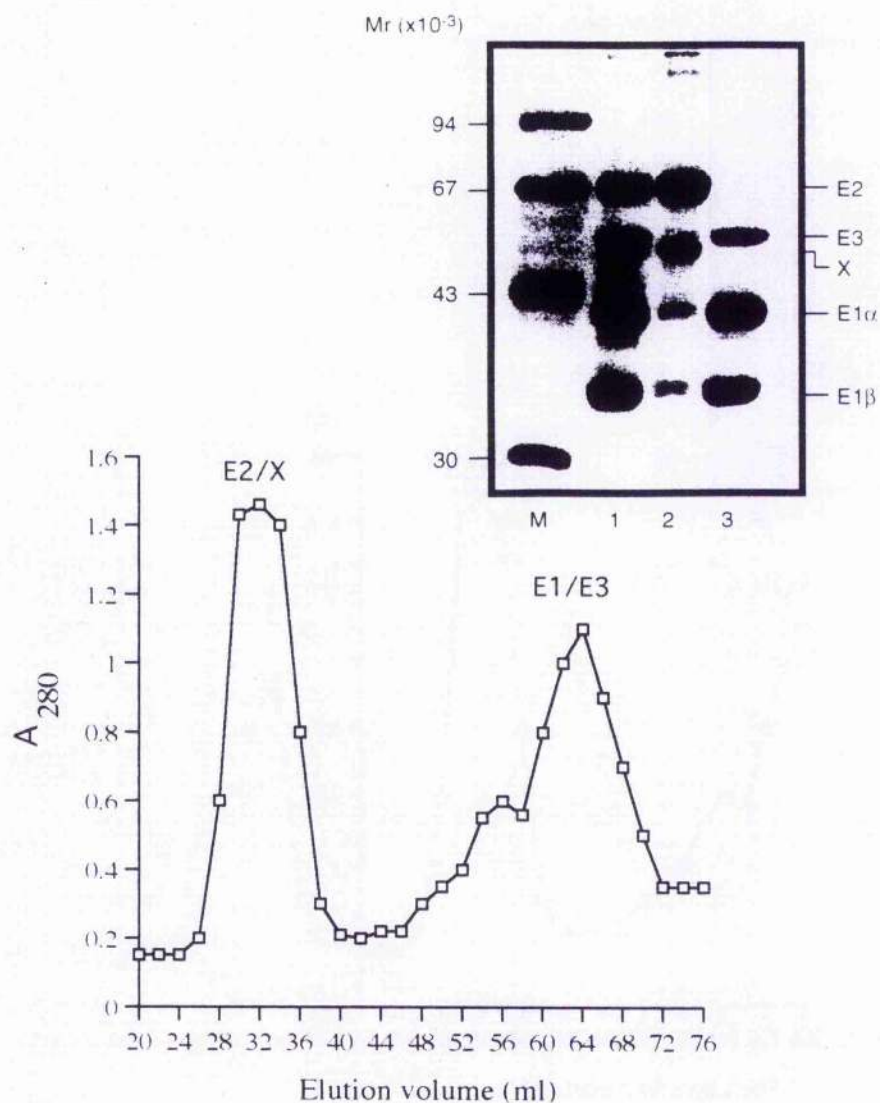 Mr (x10-3)
94
67
43
30
E2
E3
X
E1α
E1β
M 1 2 3
E2/X
E1/E3
1.6
1.4
1.2
1
0.8
0.6
0.4
0.2
0
A 280
20 24 28 32 36 40 44 48 52 56 60 64 68 72 76
Elution volume (ml)